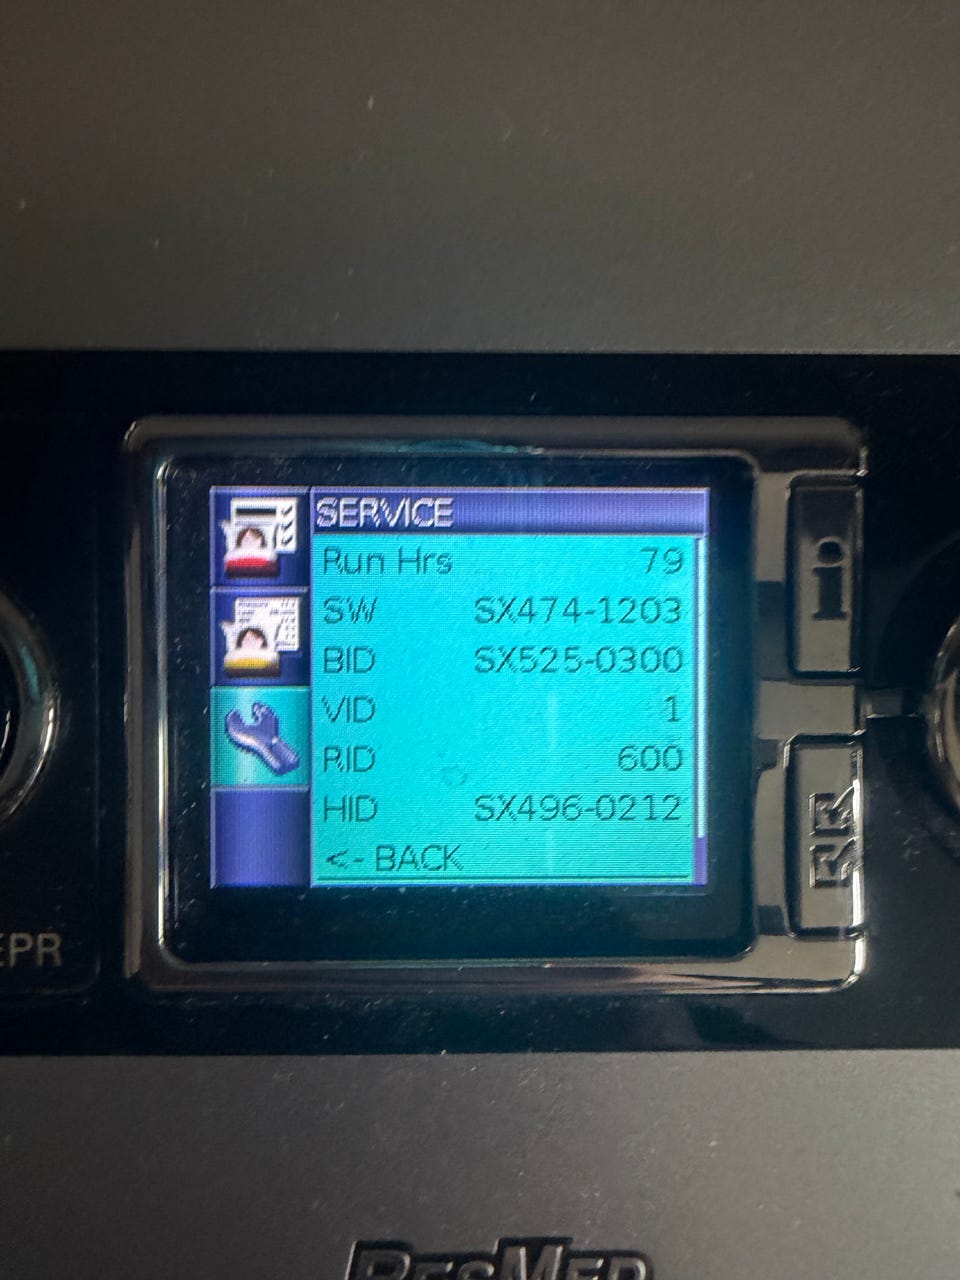 SERVICE
Run Hrs 79
SW SX474-1203
BID SX525-0300
VID 1
RID 600
HID SX496-0212
<- BACK
i
EPR
RESMED